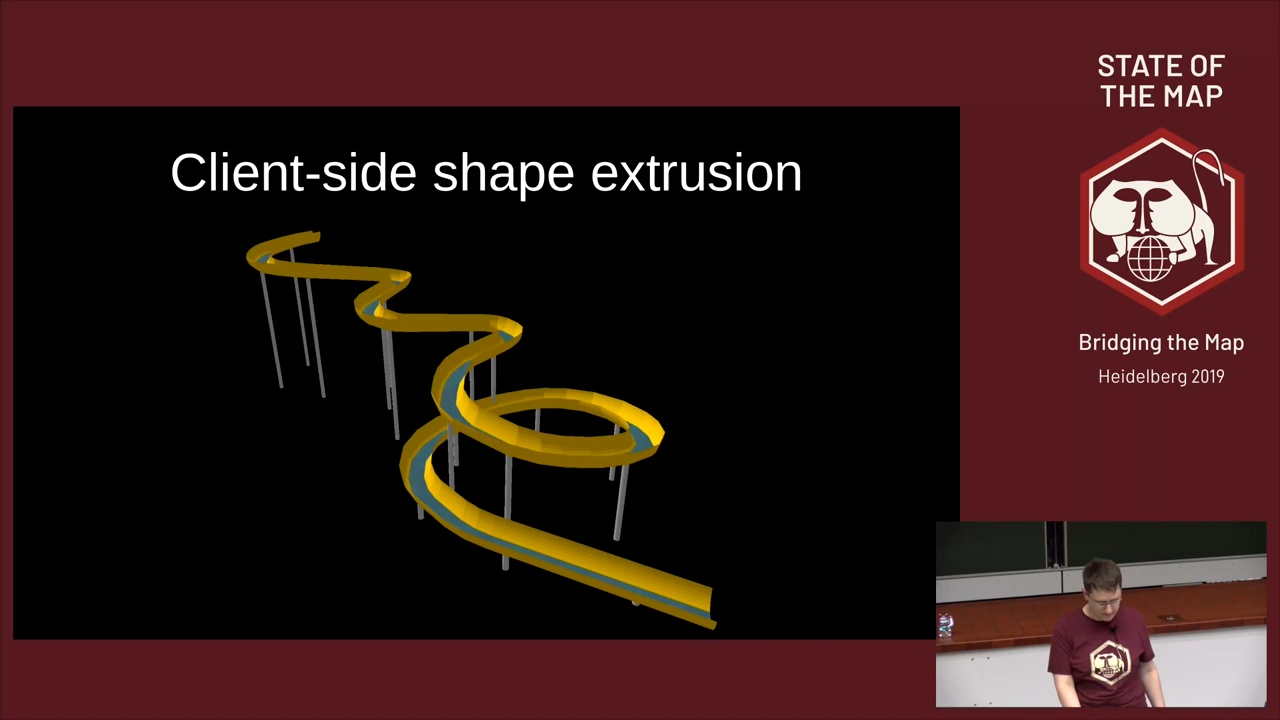 STATE OF
THE MAP
Client-side shape extrusion
Bridging the Map
Heidelberg 2019